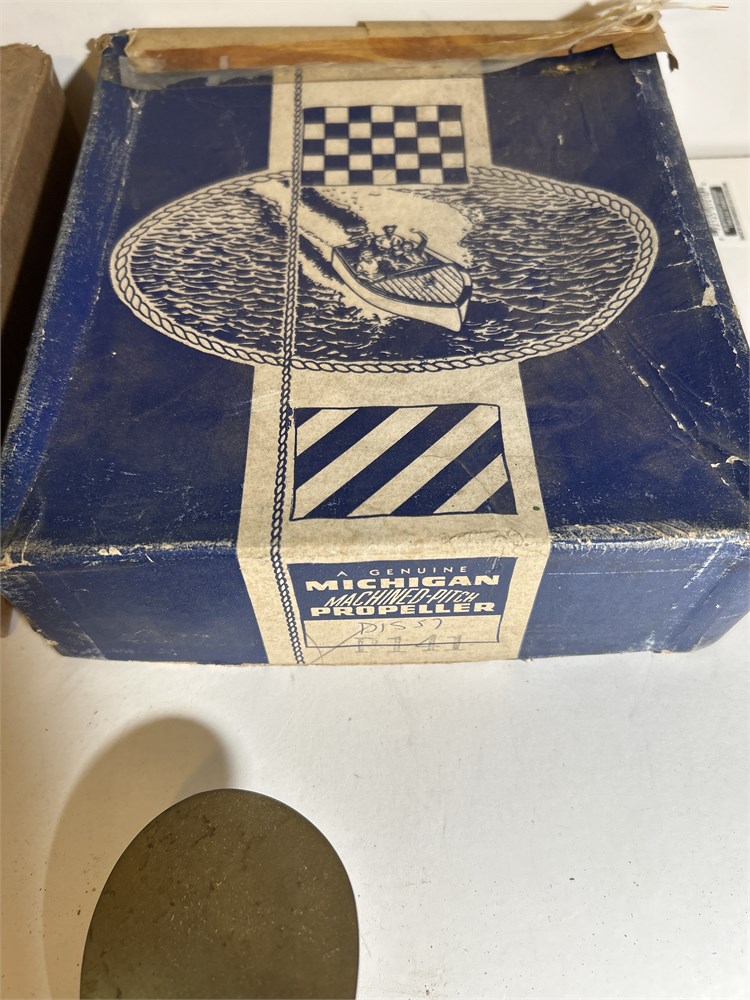 A GENUINE
MICHIGAN
MACHINED-PITCH
PROPELLER